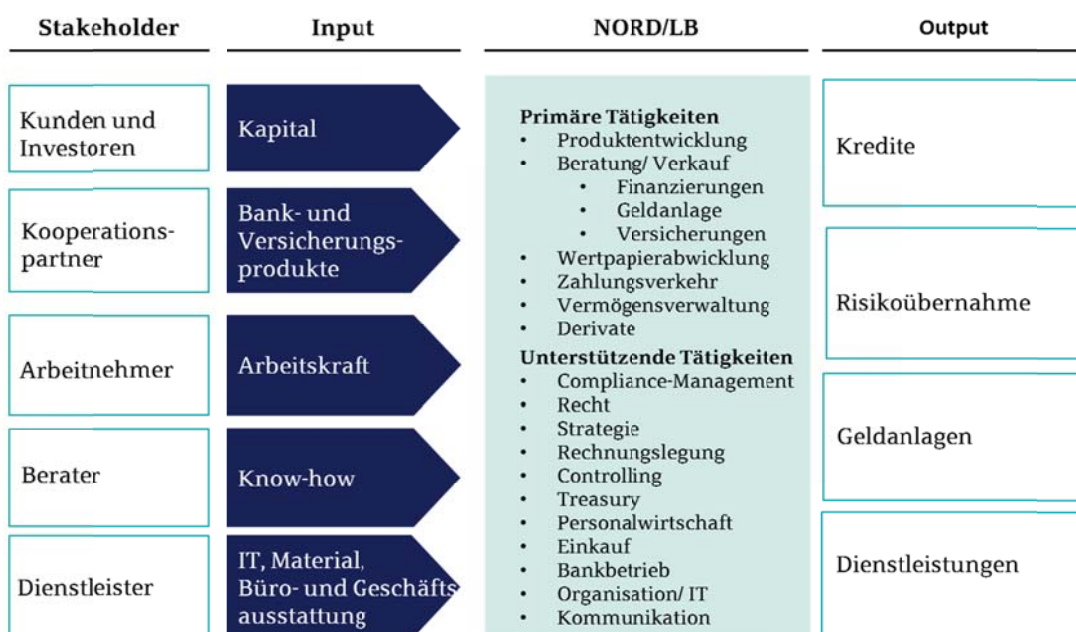 Stakeholder
Input
NORD/LB
Output
Kunden und
Investoren
Kooperations-
partner
Arbeitnehmer
Berater
Dienstleister
Kapital
Bank- und
Versicherungs-
produkte
Arbeitskraft
Know-how
IT, Material,
Büro- und Geschäfts
ausstattung
Primäre Tätigkeiten
• Produktentwicklung
• Beratung/ Verkauf
• Finanzierungen
• Geldanlage
• Versicherungen
• Wertpapierabwicklung
• Zahlungsverkehr
• Vermögensverwaltung
• Derivate
Unterstützende Tätigkeiten
• Compliance-Management
• Recht
• Strategie
• Rechnungslegung
• Controlling
• Treasury
• Personalwirtschaft
• Einkauf
• Bankbetrieb
• Organisation/ IT
• Kommunikation
Kredite
Risikoübernahme
Geldanlagen
Dienstleistungen